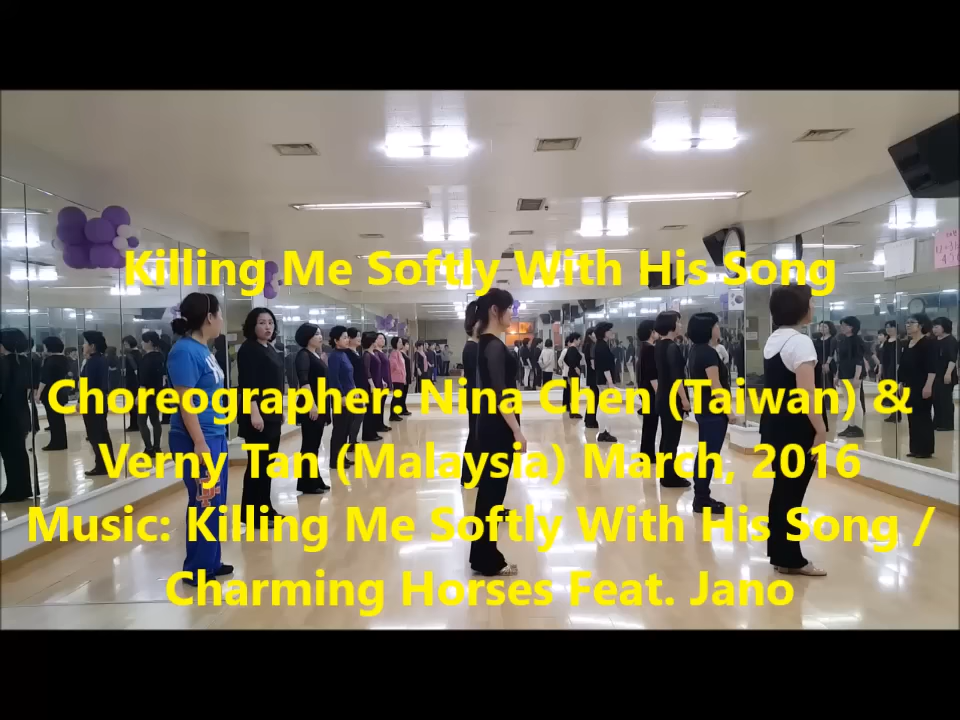 Killing Me Softly With His Song
Choreographer: Nina Chen (Taiwan) &
Verny Tan (Malaysia) March, 2016
Music: Killing Me Softly With His Song /
Charming Horses Feat. Jano